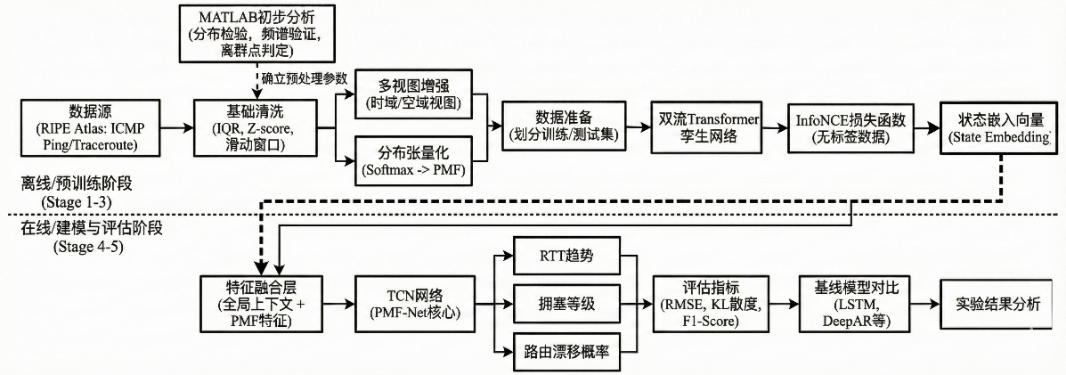 MATLAB初步分析
(分布检验，频谱验证，
离群点判定)
确立预处理参数
数据源
(RIPE Atlas: ICMP
Ping/Traceroute)
基础清洗
(IQR, Z-score,
滑动窗口)
多视图增强
(时域/空域视图)
分布张量化
(Softmax -> PMF)
数据准备
(划分训练/测试集)
双流Transformer
孪生网络
InfoNCE损失函数
(无标签数据)
状态嵌入向量
(State Embedding)
离线/预训练阶段
(Stage 1-3)
在线/建模与评估阶段
(Stage 4-5)
特征融合层
(全局上下文 +
PMF特征)
TCN网络
(PMF-Net核心)
RTT趋势
拥塞等级
路由漂移概率
评估指标
(RMSE, KL散度,
F1-Score)
基线模型对比
(LSTM,
DeepAR等)
实验结果分析